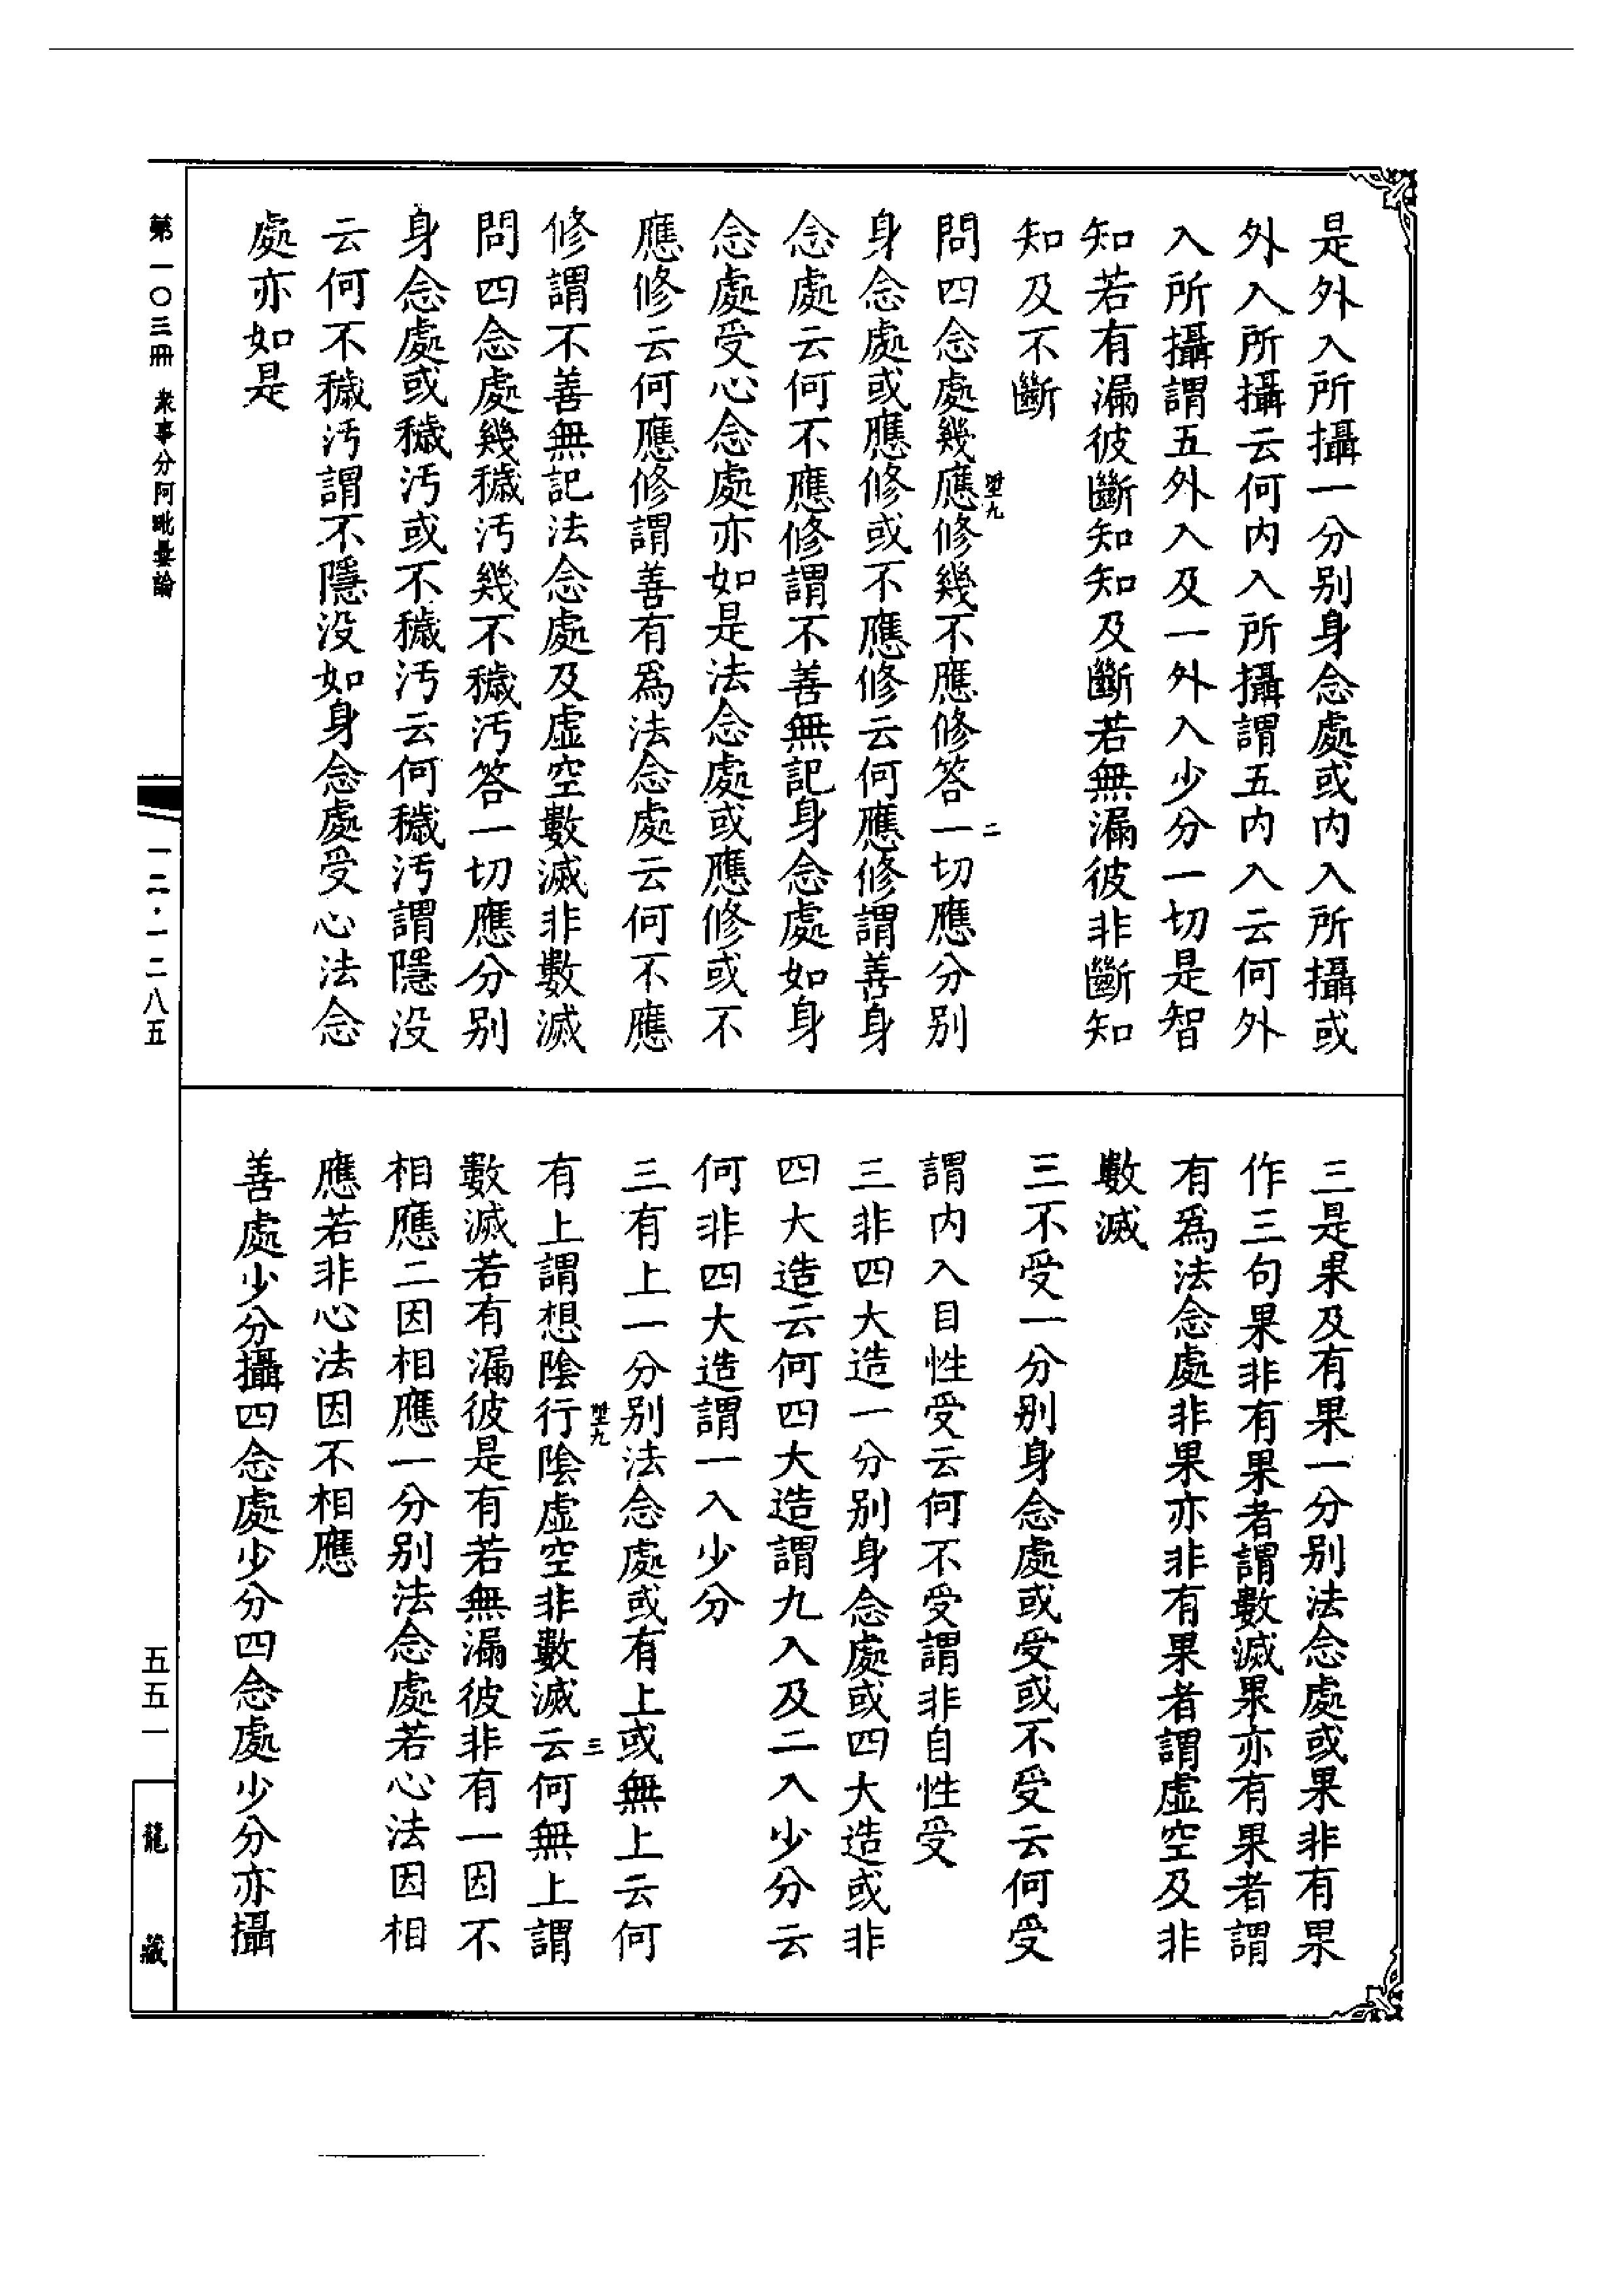 是外入所攝一分别身念處或内入所攝或
外入所攝云何内入所攝謂五内入云何外
入所攝謂五外入及一外入少分一切是智
知若有漏彼斷知知及斷若無漏彼非斷知
知及不斷
問四念處幾應修幾不應修答一切應分别
身念處或應修或不應修云何應修謂善身
念處云何不應修謂不善無記身念處如身
念處受心念處亦如是法念處或應修或不
應修云何應修謂善有爲法念處云何不應
修謂不善無記法念處及虛空數滅非數滅
問四念處幾穢汚幾不穢汚答一切應分别
身念處或穢汚或不穢汚云何穢汚謂隱没
云何不穢汚謂不隱没如身念處受心法念
處亦如是
九
二
三是果及有果一分别法念處或果非有果
作三句果非有果者謂數滅果亦有果者謂
有爲法念處非果亦非有果者謂虛空及非
數滅
三不受一分别身念處或受或不受云何受
謂内入自性受云何不受謂非自性受
三非四大造一分别身念處或四大造或非
四大造云何四大造謂九入及二入少分云
何非四大造謂一入少分
三有上一分别法念處或有上或無上云何
有上謂想陰行陰虛空非數滅云何無上謂
數滅若有漏彼是有若無漏彼非有一因不
相應二因相應一分别法念處若心法因相
應若非心法因不相應
善處少分攝四念處少分四念處少分亦攝
九
三
第一〇三冊 衆事分阿毗曇論
一二·一二八五
五五一
龍藏